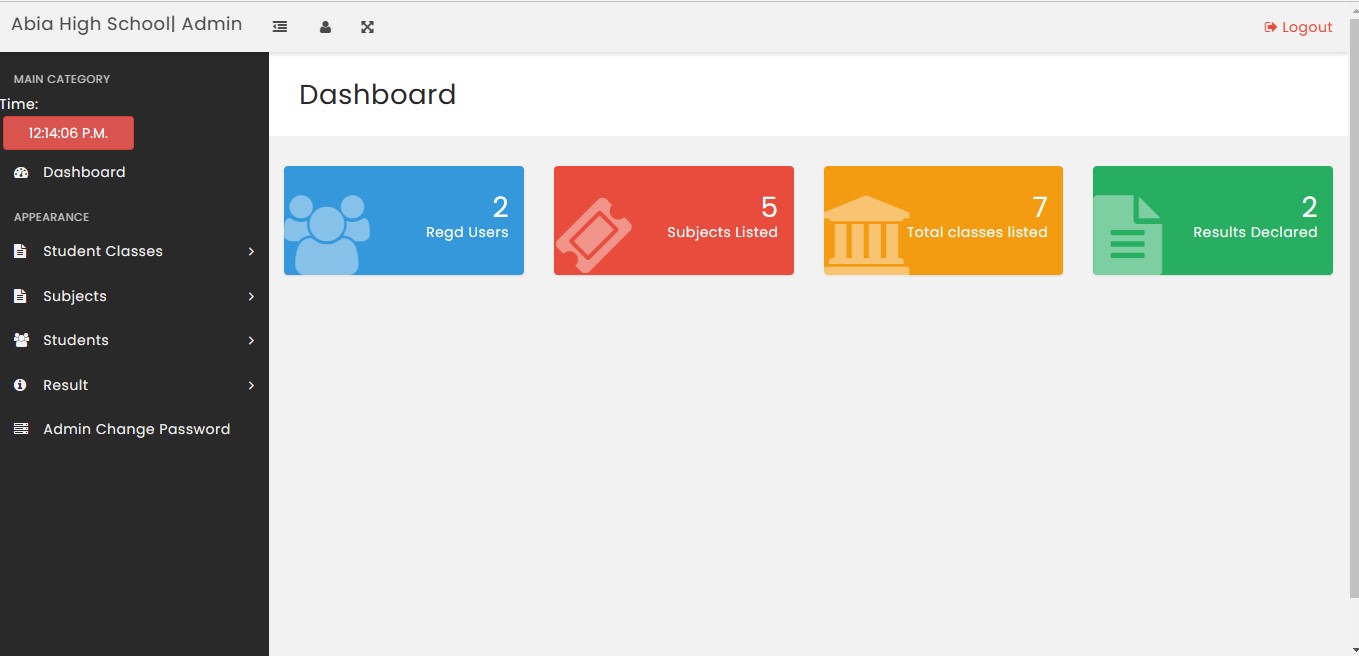 Abia High School| Admin
Logout
MAIN CATEGORY
Time:
12:14:06 P.M.
Dashboard
APPEARANCE
Student Classes
Subjects
Students
Result
Admin Change Password
Dashboard
2
Regd Users
5
Subjects Listed
7
Total classes listed
2
Results Declared